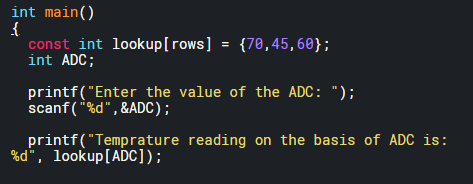 int main()
{
const int lookup[rows] = {70,45,60};
int ADC;
printf("Enter the value of the ADC: ");
scanf("%d",&ADC);
printf("Temprature reading on the basis of ADC is:
%d", lookup[ADC]);